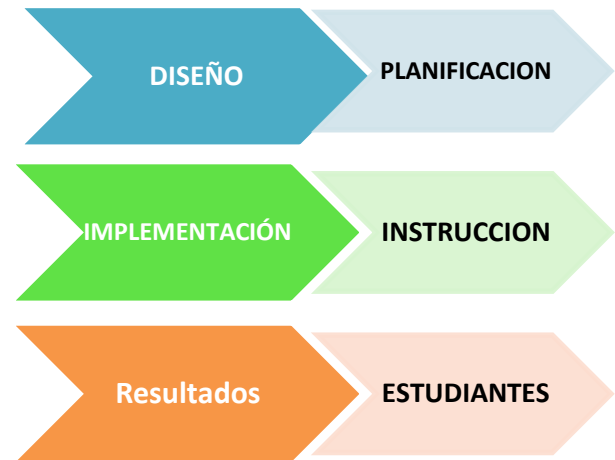 DISEÑO
PLANIFICACION
IMPLEMENTACIÓN
INSTRUCCION
Resultados
ESTUDIANTES